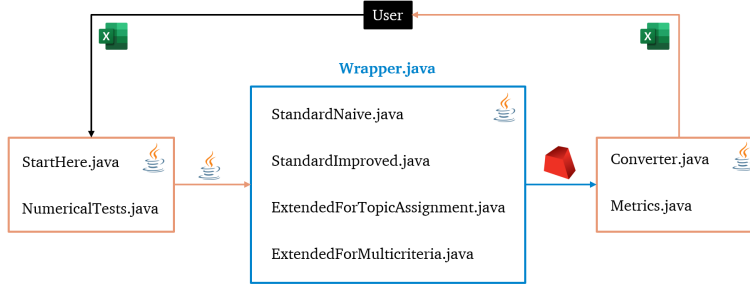 User
Wrapper.java
StartHere.java
NumericalTests.java
StandardNaive.java
StandardImproved.java
ExtendedForTopicAssignment.java
ExtendedForMulticriteria.java
Converter.java
Metrics.java
X
X